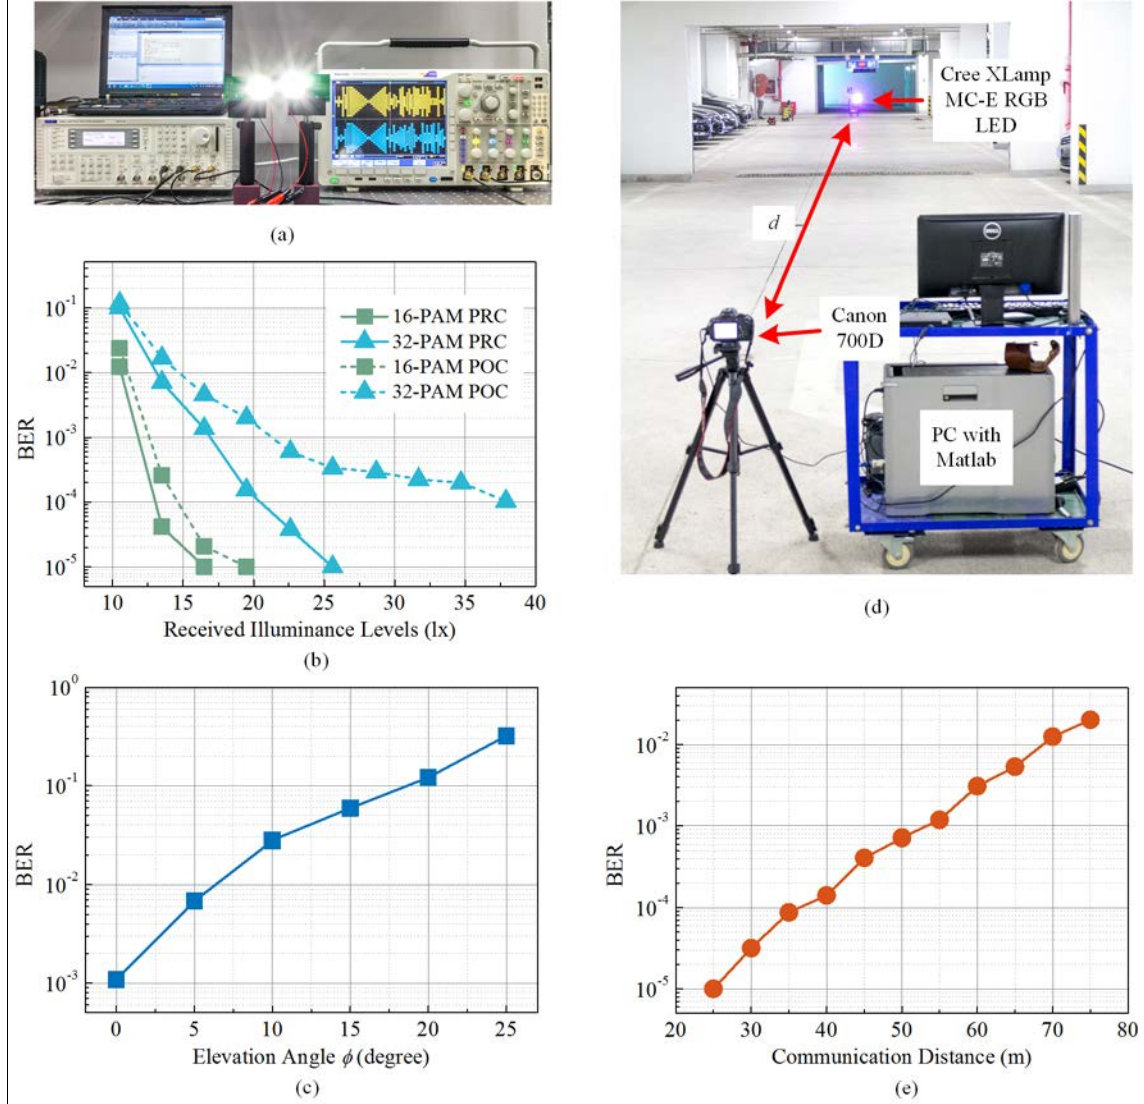 (a)
10⁻¹
10⁻²
10⁻³
10⁻⁴
10⁻⁵
BER
16-PAM PRC
32-PAM PRC
16-PAM POC
32-PAM POC
10 15 20 25 30 35 40
Received Illuminance Levels (lx)
(b)
Cree XLamp
MC-E RGB
LED
d
Canon
700D
DELL
PC with
Matlab
(d)
10⁰
10⁻¹
10⁻²
10⁻³
BER
0 5 10 15 20 25
Elevation Angle ϕ (degree)
(c)
10⁻²
10⁻³
10⁻⁴
10⁻⁵
BER
20 30 40 50 60 70 80
Communication Distance (m)
(e)